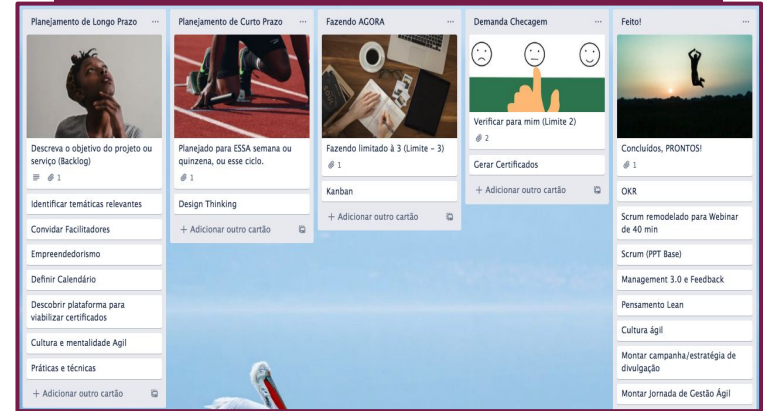 Planejamento de Longo Prazo ...
Descreva o objetivo do projeto ou
serviço (Backlog)
1
Identificar temáticas relevantes
Convidar Facilitadores
Empreendedorismo
Definir Calendário
Descobrir plataforma para
viabilizar certificados
Cultura e mentalidade Agil
Práticas e técnicas
+ Adicionar outro cartão
Planejamento de Curto Prazo ...
Planejado para ESSA semana ou
quinzena, ou esse ciclo.
1
Design Thinking
+ Adicionar outro cartão
Fazendo AGORA ...
Fazendo limitado à 3 (Limite - 3)
1
Kanban
+ Adicionar outro cartão
Demanda Checagem ...
Verificar para mim (Limite 2)
2
Gerar Certificados
+ Adicionar outro cartão
Feito! ...
Concluídos, PRONTOS!
1
OKR
Scrum remodelado para Webinar
de 40 min
Scrum (PPT Base)
Management 3.0 e Feedback
Pensamento Lean
Cultura ágil
Montar campanha/estratégia de
divulgação
Montar Jornada de Gestão Ágil